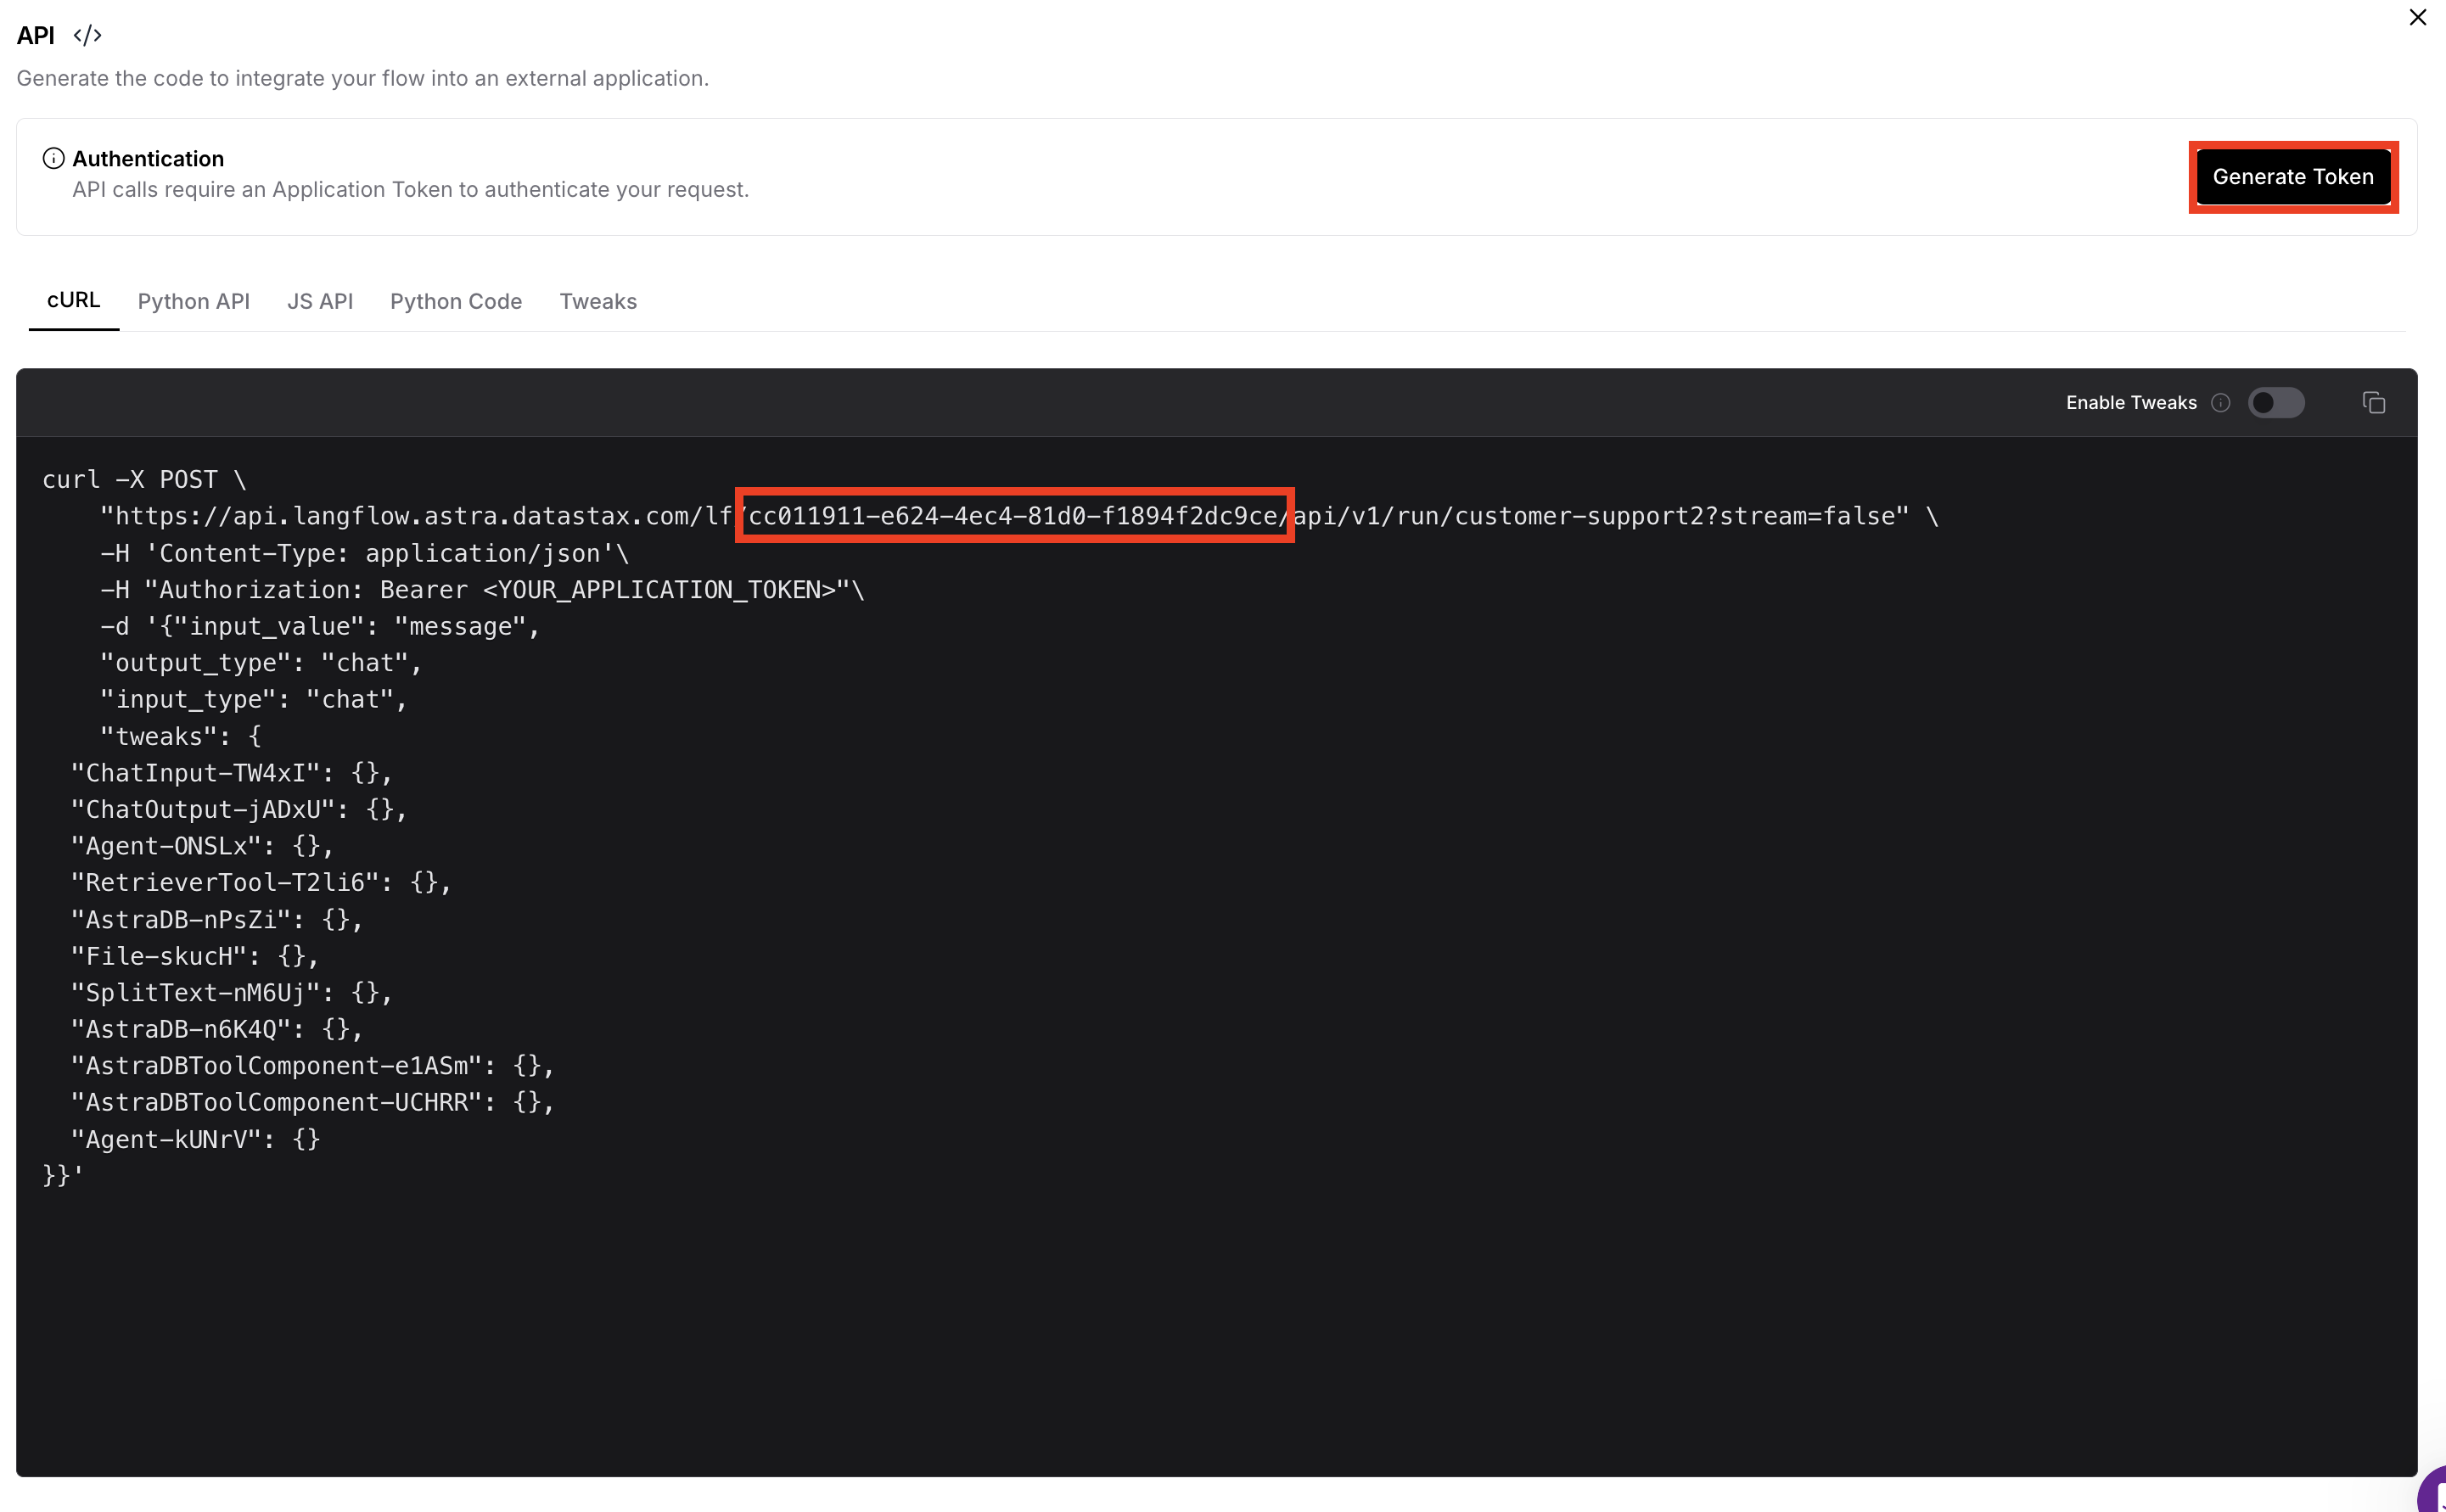 API </>
Generate the code to integrate your flow into an external application.
Authentication
API calls require an Application Token to authenticate your request.
Generate Token
cURL Python API JS API Python Code Tweaks
Enable Tweaks
curl -X POST \
    "https://api.langflow.astra.datastax.com/lf/cc011911-e624-4ec4-81d0-f1894f2dc9ce/api/v1/run/customer-support2?stream=false" \
    -H 'Content-Type: application/json'\
    -H "Authorization: Bearer <YOUR_APPLICATION_TOKEN>"\
    -d '{"input_value": "message",
    "output_type": "chat",
    "input_type": "chat",
    "tweaks": {
  "ChatInput-TW4xI": {},
  "ChatOutput-jADxU": {},
  "Agent-ONSLx": {},
  "RetrieverTool-T2li6": {},
  "AstraDB-nPsZi": {},
  "File-skucH": {},
  "SplitText-nM6Uj": {},
  "AstraDB-n6K4Q": {},
  "AstraDBToolComponent-e1ASm": {},
  "AstraDBToolComponent-UCHRR": {},
  "Agent-kUNrV": {}
}}'